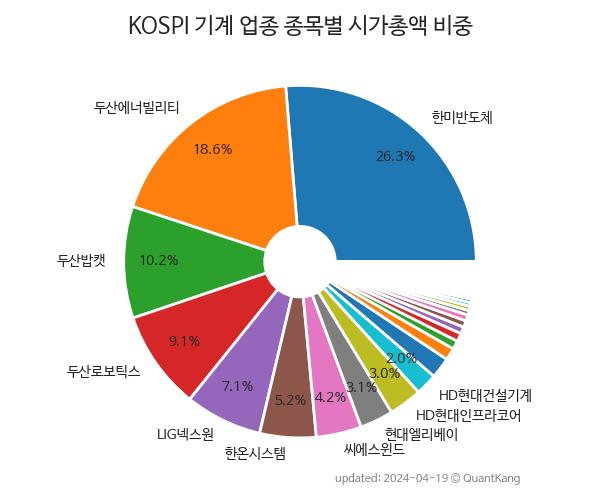 KOSPI 기계 업종 종목별 시가총액 비중
한미반도체
26.3%
두산에너빌리티
18.6%
두산밥캣
10.2%
두산로보틱스
9.1%
LIG넥스원
7.1%
한온시스템
5.2%
씨에스윈드
4.2%
현대엘리베이
3.1%
HD현대인프라코어
3.0%
HD현대건설기계
2.0%
updated: 2024-04-19 © QuantKang